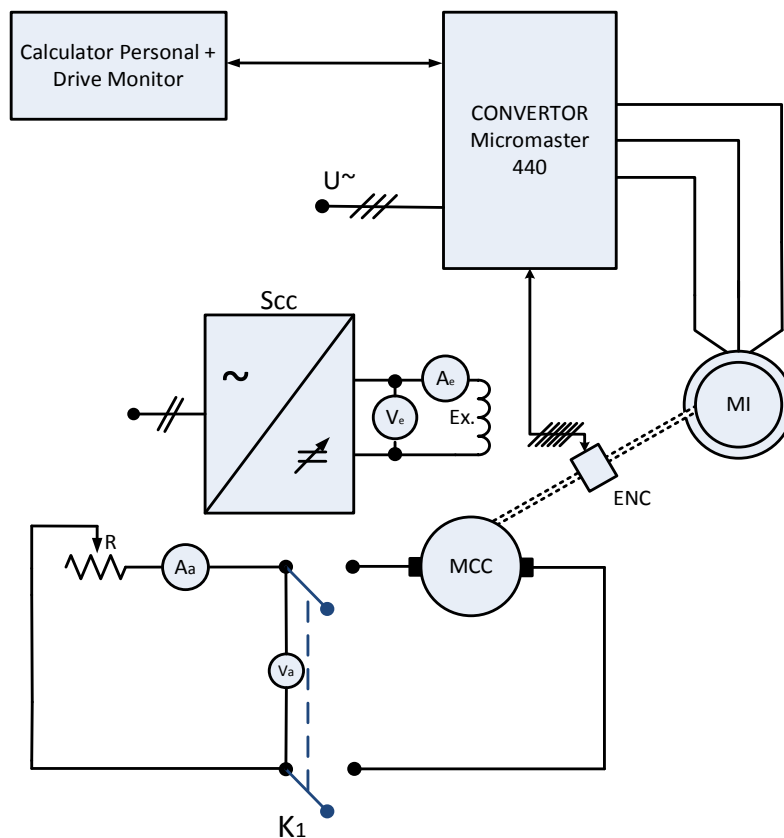 Calculator Personal +
Drive Monitor
CONVERTOR
Micromaster
440
U~
Scc
~
Ae
Ve
Ex.
MI
ENC
R
Aa
MCC
Va
K1